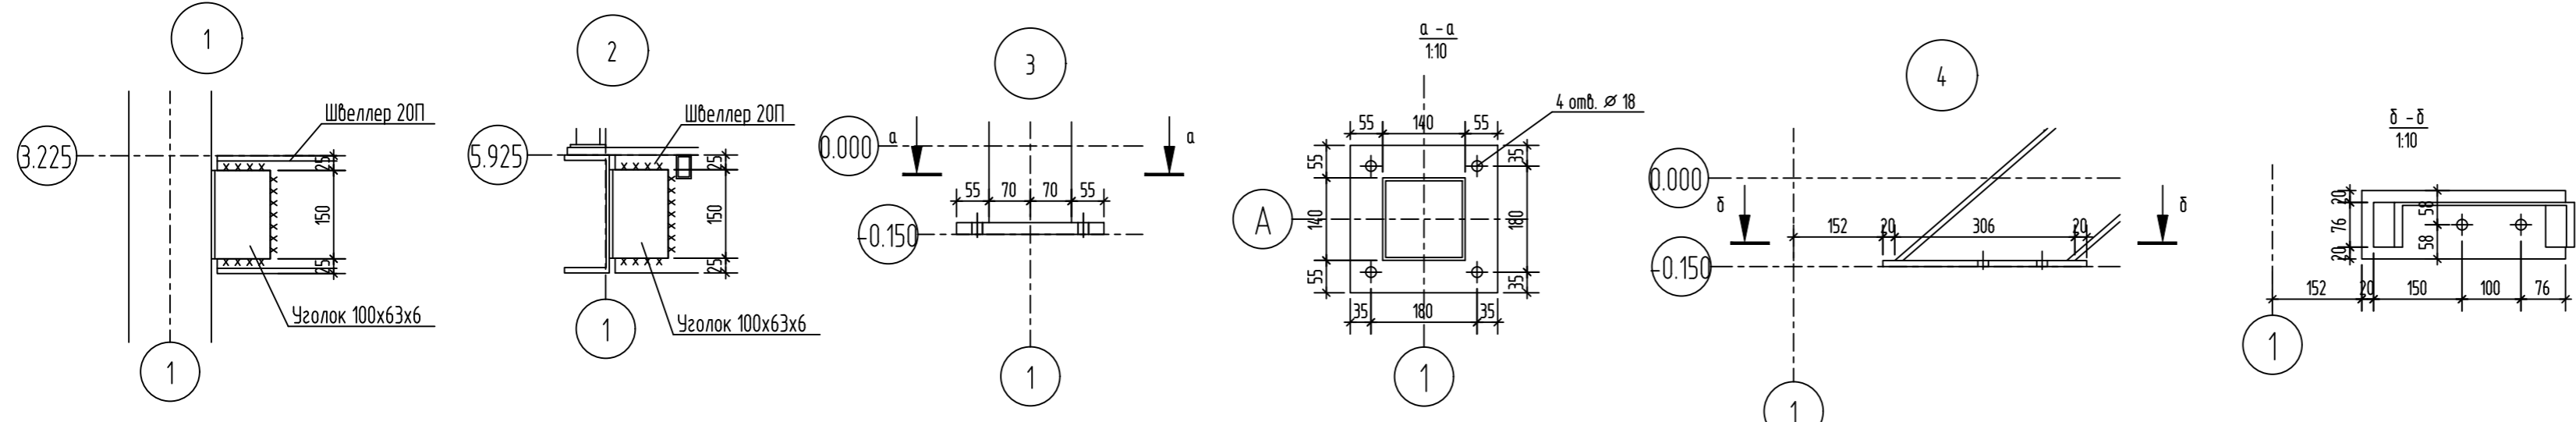 1
3.225
Швеллер 20П
25
150
25
Уголок 100х63х6
1
2
5.925
Швеллер 20П
25
150
25
Уголок 100х63х6
1
3
0.000
а
а
55 70 70 55
-0.150
1
а - а
1:10
4 отв. ⌀ 18
55 140 55
55
140
55
35
180
35
А
35 180 35
1
4
0.000
б
б
152 20 306 20
-0.150
1
б - б
1:10
20
76
20
58
58
152 20 150 100 76
1